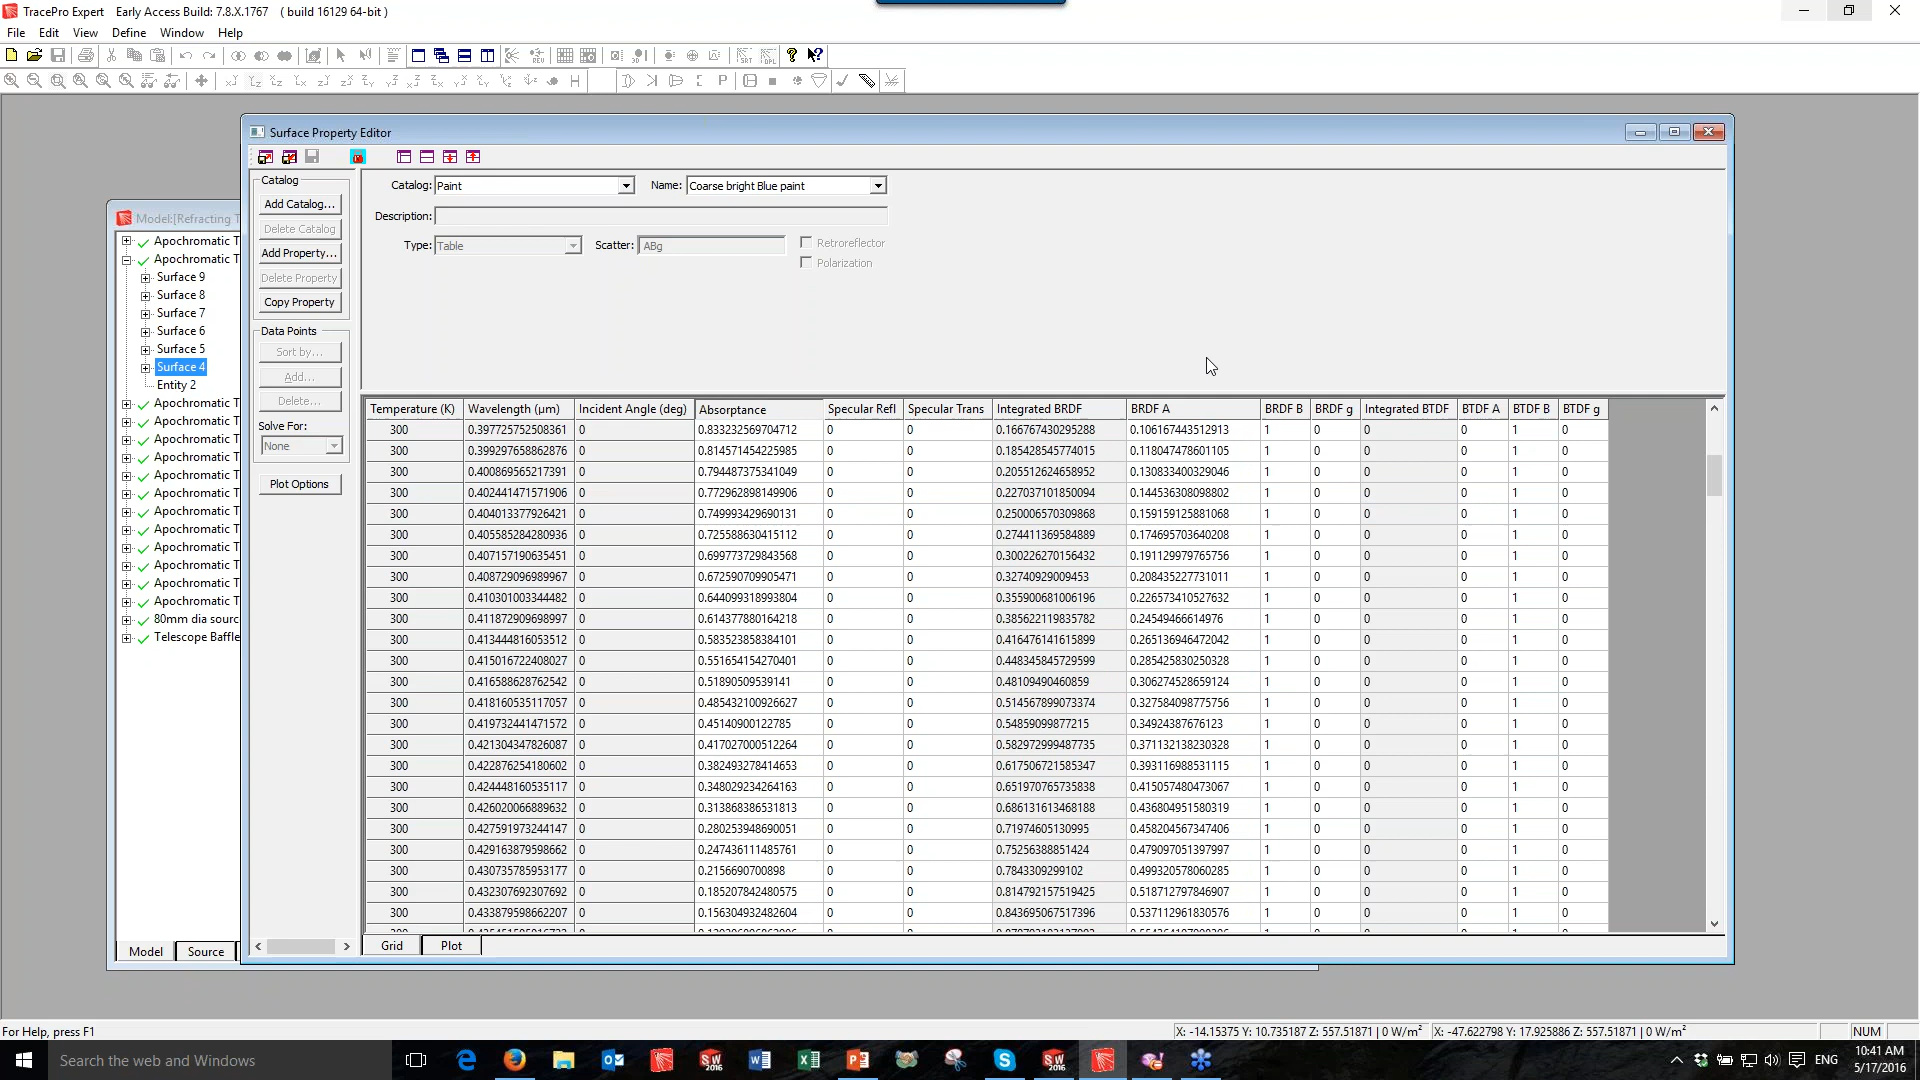 TracePro Expert Early Access Build: 7.8.X.1767 ( build 16129 64-bit )
File Edit View Define Window Help
Surface Property Editor
Catalog
Add Catalog...
Delete Catalog
Add Property...
Delete Property
Copy Property
Data Points
Sort by...
Add...
Delete...
Solve For:
None
Plot Options
Catalog: Paint Name: Coarse bright Blue paint
Description:
Type: Table Scatter: ABg Retroreflector
Polarization
Model:[Refracting T
Apochromatic T
Apochromatic T
Surface 9
Surface 8
Surface 7
Surface 6
Surface 5
Surface 4
Entity 2
Apochromatic T
Apochromatic T
Apochromatic T
Apochromatic T
Apochromatic T
Apochromatic T
Apochromatic T
Apochromatic T
Apochromatic T
Apochromatic T
Apochromatic T
Apochromatic T
80mm dia sourc
Telescope Baffle
Model Source
Temperature (K) Wavelength (µm) Incident Angle (deg) Absorptance Specular Refl Specular Trans Integrated BRDF BRDF A BRDF B BRDF g Integrated BTDF BTDF A BTDF B BTDF g
300 0.397725752508361 0 0.833232569704712 0 0 0.166767430295288 0.106167443512913 1 0 0 0 1 0
300 0.399297658862876 0 0.814571454225985 0 0 0.185428545774015 0.118047478601105 1 0 0 0 1 0
300 0.400869565217391 0 0.794487375341049 0 0 0.205512624658952 0.130833400329046 1 0 0 0 1 0
300 0.402441471571906 0 0.772962898149906 0 0 0.227037101850094 0.144536308098802 1 0 0 0 1 0
300 0.404013377926421 0 0.749993429690131 0 0 0.250006570309868 0.159159125881068 1 0 0 0 1 0
300 0.405585284280936 0 0.725588630415112 0 0 0.274411369584889 0.174695703640208 1 0 0 0 1 0
300 0.407157190635451 0 0.699773729843568 0 0 0.300226270156432 0.191129979765756 1 0 0 0 1 0
300 0.408729096989967 0 0.672590709905471 0 0 0.32740929009453 0.208435227731011 1 0 0 0 1 0
300 0.410301003344482 0 0.644099318993804 0 0 0.355900681006196 0.226573410527632 1 0 0 0 1 0
300 0.411872909698997 0 0.614377880164218 0 0 0.385622119835782 0.24549466614976 1 0 0 0 1 0
300 0.413444816053512 0 0.583523858384101 0 0 0.416476141615899 0.265136946472042 1 0 0 0 1 0
300 0.415016722408027 0 0.551654154270401 0 0 0.448345845729599 0.285425830250328 1 0 0 0 1 0
300 0.416588628762542 0 0.51890509539141 0 0 0.48109490460859 0.306274528659124 1 0 0 0 1 0
300 0.418160535117057 0 0.485432100926627 0 0 0.514567899073374 0.327584098775756 1 0 0 0 1 0
300 0.419732441471572 0 0.45140900122785 0 0 0.54859099877215 0.34924387676123 1 0 0 0 1 0
300 0.421304347826087 0 0.417027000512264 0 0 0.582972999487735 0.371132138230328 1 0 0 0 1 0
300 0.422876254180602 0 0.382493278414653 0 0 0.617506721585347 0.393116988531115 1 0 0 0 1 0
300 0.424448160535117 0 0.348029234264163 0 0 0.651970765735838 0.415057480473067 1 0 0 0 1 0
300 0.426020066889632 0 0.313868386531813 0 0 0.686131613468188 0.436804951580319 1 0 0 0 1 0
300 0.427591973244147 0 0.280253948690051 0 0 0.71974605130995 0.458204567347406 1 0 0 0 1 0
300 0.429163879598662 0 0.247436111485761 0 0 0.75256388851424 0.479097051397997 1 0 0 0 1 0
300 0.430735785953177 0 0.2156690700898 0 0 0.7843309299102 0.499320578060285 1 0 0 0 1 0
300 0.432307692307692 0 0.185207842480575 0 0 0.814792157519425 0.518712797846907 1 0 0 0 1 0
300 0.433879598662207 0 0.156304932482604 0 0 0.843695067517396 0.537112961830576 1 0 0 0 1 0
Grid Plot
For Help, press F1 X: -14.15375 Y: 10.735187 Z: 557.51871 | 0 W/m² X: -47.622798 Y: 17.925886 Z: 557.51871 | 0 W/m² NUM
Search the web and Windows
ENG
10:41 AM
5/17/2016